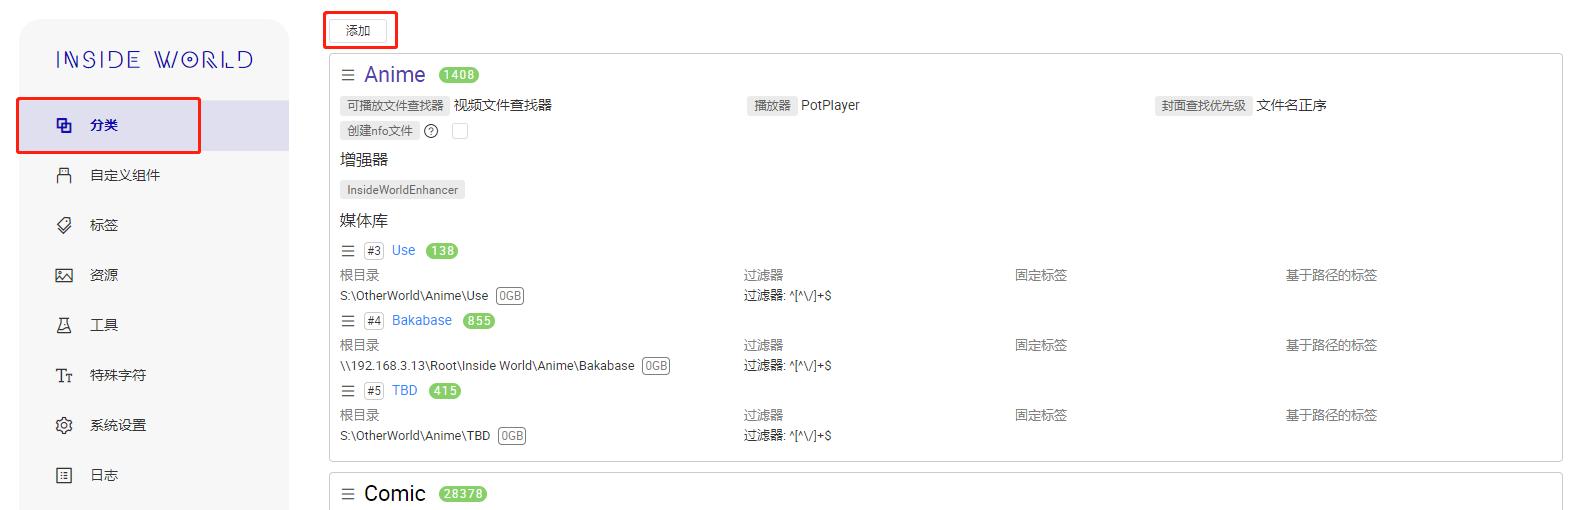 INSIDE WORLD
分类
自定义组件
标签
资源
工具
特殊字符
系统设置
日志
添加
Anime 1408
可播放文件查找器 视频文件查找器 播放器 PotPlayer 封面查找优先级 文件名正序
创建nfo文件 ?
增强器
InsideWorldEnhancer
媒体库
#3 Use 138
根目录 过滤器 固定标签 基于路径的标签
S:\OtherWorld\Anime\Use 0GB 过滤器: ^[^\/]+$
#4 Bakabase 855
根目录 过滤器 固定标签 基于路径的标签
\\192.168.3.13\Root\Inside World\Anime\Bakabase 0GB 过滤器: ^[^\/]+$
#5 TBD 415
根目录 过滤器 固定标签 基于路径的标签
S:\OtherWorld\Anime\TBD 0GB 过滤器: ^[^\/]+$
Comic 28378